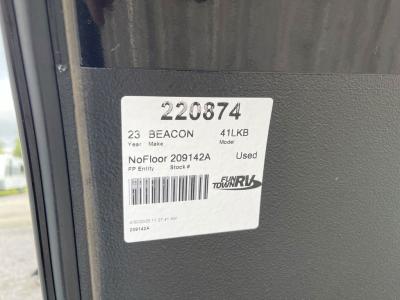 220874
23 BEACON 41LKB
Year Make Model
NoFloor 209142A Used
FP Entity Stock #
FUN TOWN RV
209142A